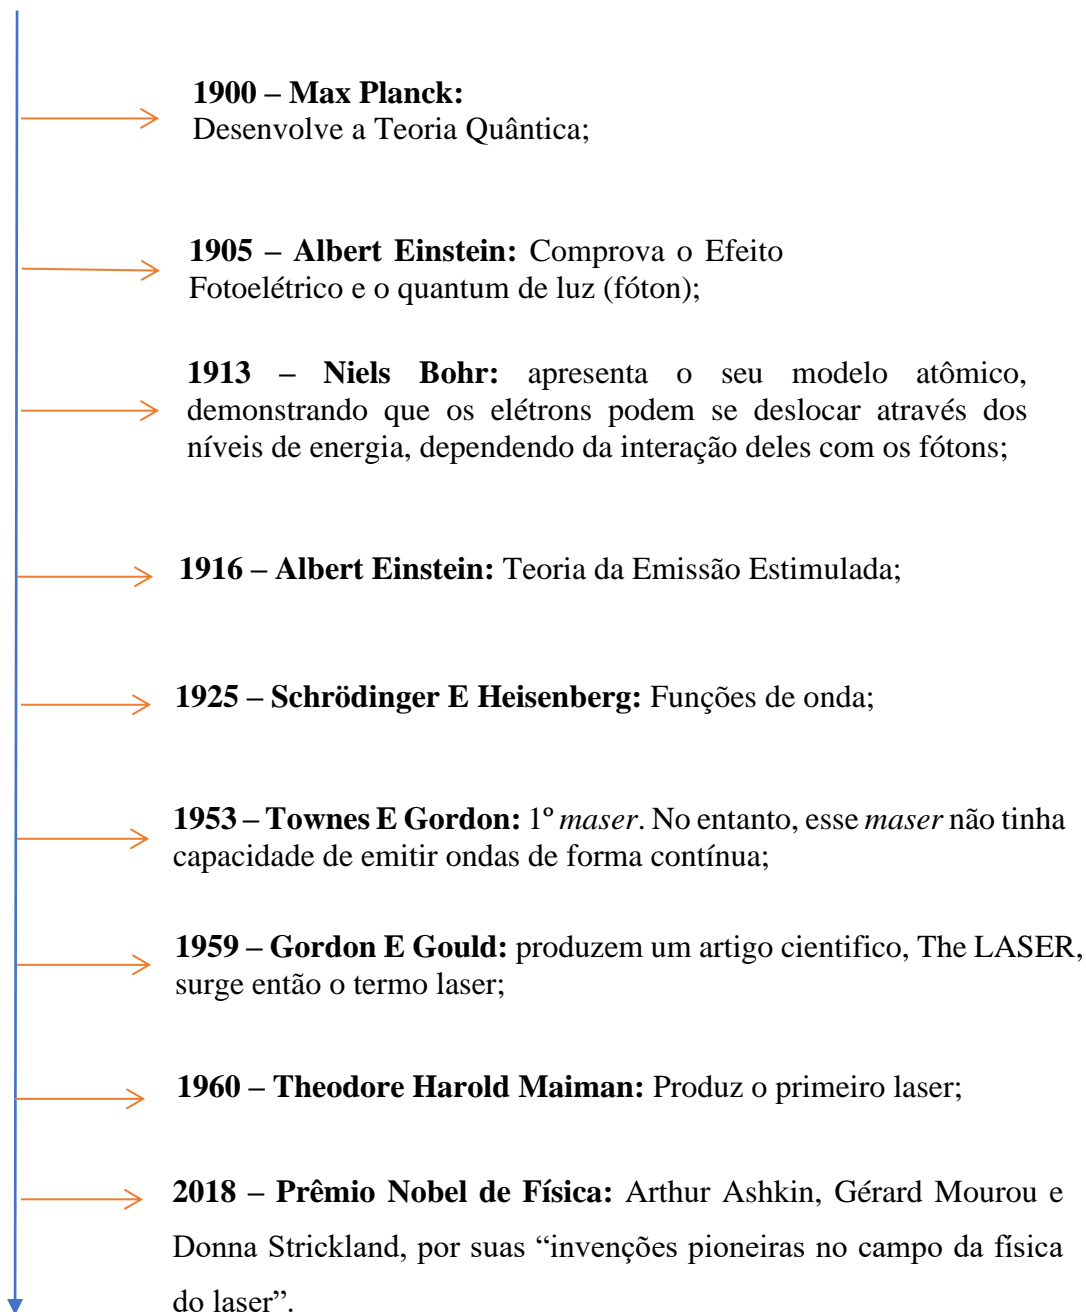 1900 – Max Planck:
Desenvolve a Teoria Quântica;
1905 – Albert Einstein: Comprova o Efeito
Fotoelétrico e o quantum de luz (fóton);
1913 – Niels Bohr: apresenta o seu modelo atômico,
demonstrando que os elétrons podem se deslocar através dos
níveis de energia, dependendo da interação deles com os fótons;
1916 – Albert Einstein: Teoria da Emissão Estimulada;
1925 – Schrödinger E Heisenberg: Funções de onda;
1953 – Townes E Gordon: 1º maser. No entanto, esse maser não tinha
capacidade de emitir ondas de forma contínua;
1959 – Gordon E Gould: produzem um artigo cientifico, The LASER,
surge então o termo laser;
1960 – Theodore Harold Maiman: Produz o primeiro laser;
2018 – Prêmio Nobel de Física: Arthur Ashkin, Gérard Mourou e
Donna Strickland, por suas “invenções pioneiras no campo da física
do laser”.